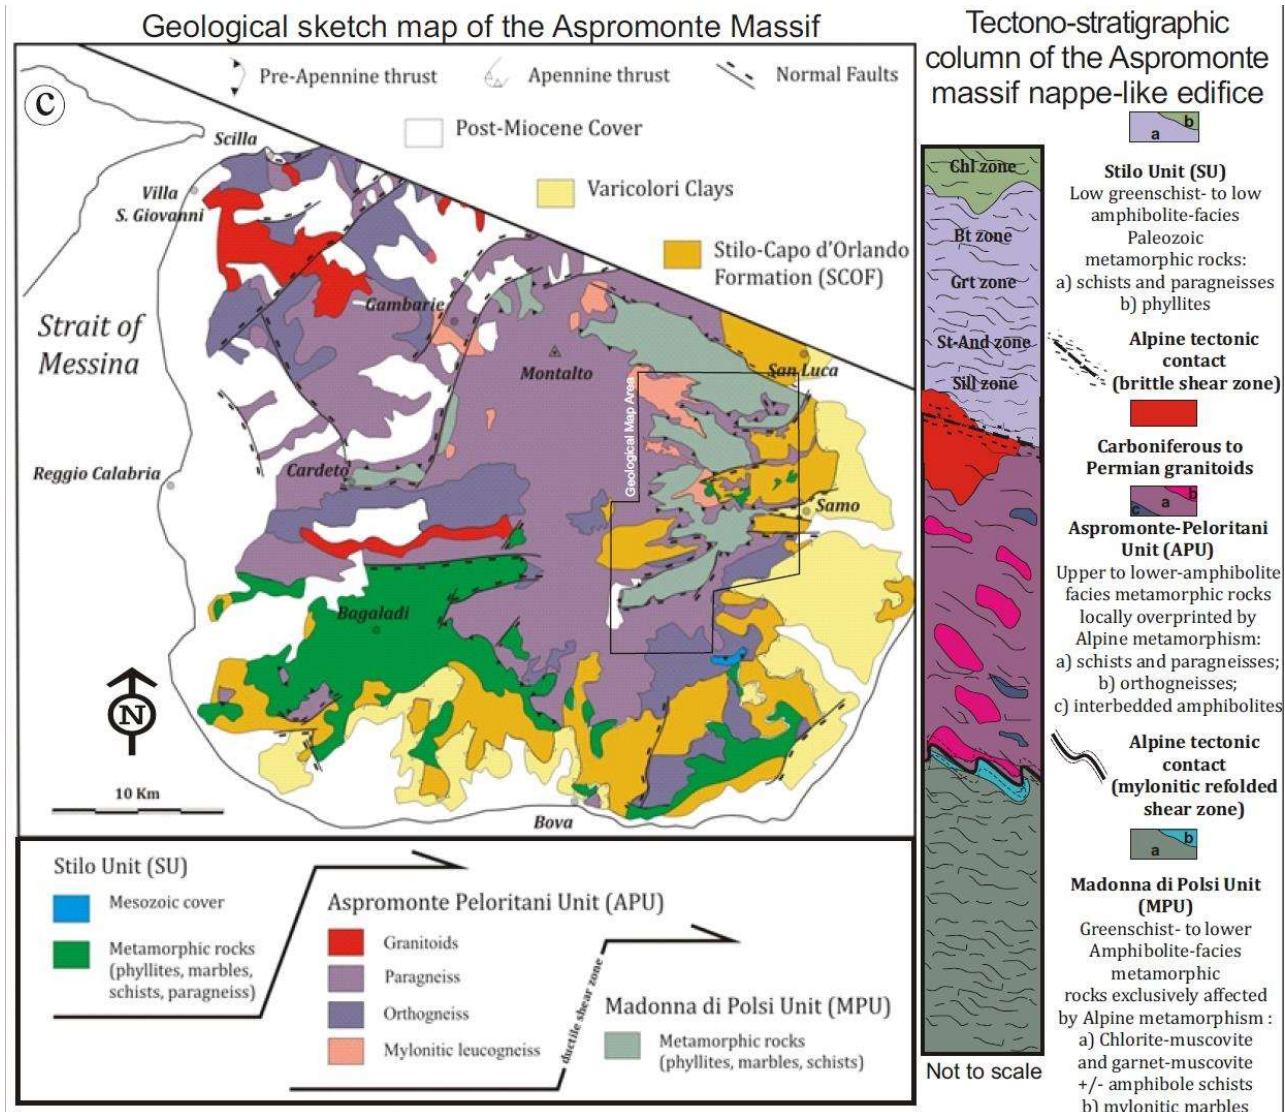 Geological sketch map of the Aspromonte Massif
C
Pre-Apennine thrust
Apennine thrust
Normal Faults
Post-Miocene Cover
Varicolori Clays
Stilo-Capo d'Orlando
Formation (SCOF)
Scilla
Villa
S. Giovanni
Strait of
Messina
Gambarie
Montalto
San Luca
Geological Map Area
Reggio Calabria
Cardeto
Samo
Bagaladi
N
10 Km
Bova
Stilo Unit (SU)
Mesozoic cover
Metamorphic rocks
(phyllites, marbles,
schists, paragneiss)
Aspromonte Peloritani Unit (APU)
Granitoids
Paragneiss
Orthogneiss
Mylonitic leucogneiss
ductile shear zone
Madonna di Polsi Unit (MPU)
Metamorphic rocks
(phyllites, marbles, schists)
Tectono-stratigraphic
column of the Aspromonte
massif nappe-like edifice
Chl zone
Bt zone
Grt zone
St-And zone
Sill zone
Not to scale
a
b
Stilo Unit (SU)
Low greenschist- to low
amphibolite-facies
Paleozoic
metamorphic rocks:
a) schists and paragneisses
b) phyllites
Alpine tectonic
contact
(brittle shear zone)
Carboniferous to
Permian granitoids
c
a
b
Aspromonte-Peloritani
Unit (APU)
Upper to lower-amphibolite
facies metamorphic rocks
locally overprinted by
Alpine metamorphism:
a) schists and paragneisses;
b) orthogneisses;
c) interbedded amphibolites
Alpine tectonic
contact
(mylonitic refolded
shear zone)
a
b
Madonna di Polsi Unit
(MPU)
Greenschist- to lower
Amphibolite-facies
metamorphic
rocks exclusively affected
by Alpine metamorphism :
a) Chlorite-muscovite
and garnet-muscovite
+/- amphibole schists
b) mylonitic marbles